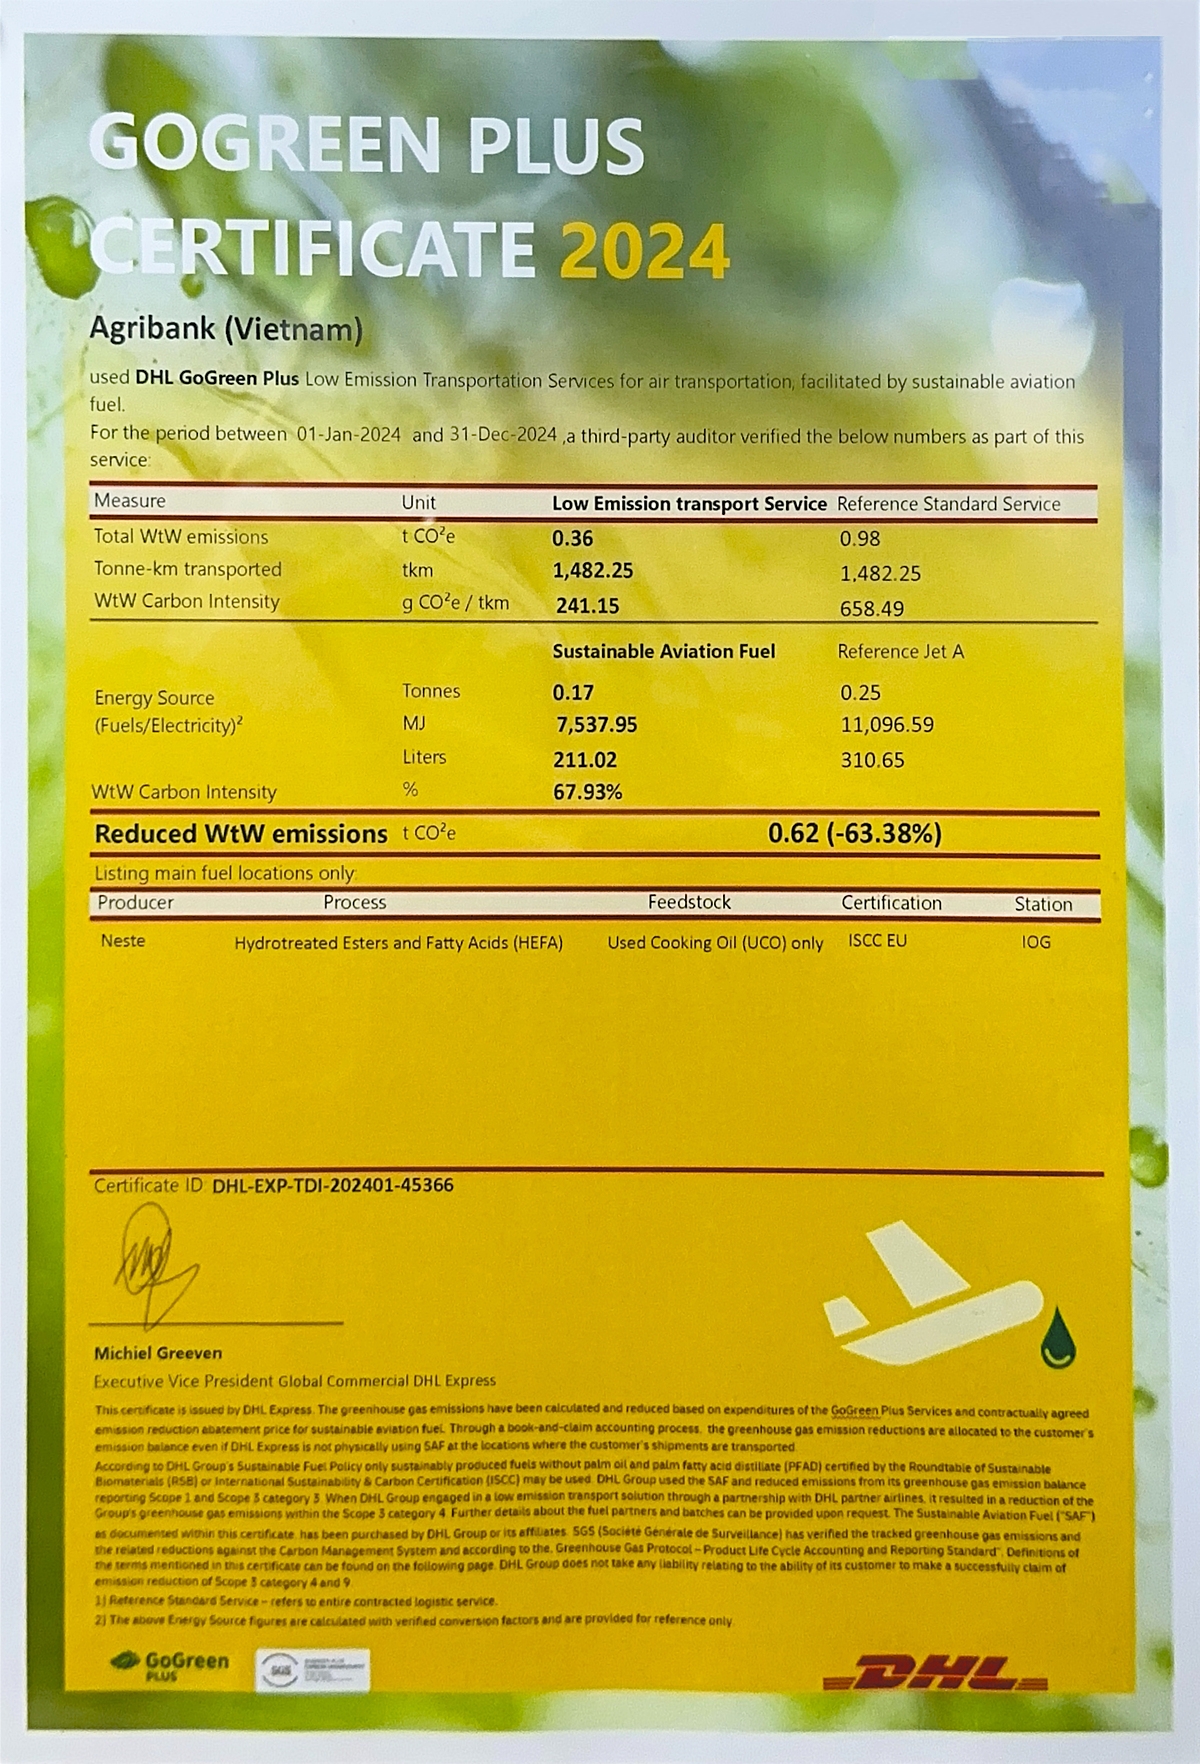 GOGREEN PLUS
CERTIFICATE 2024
Agribank (Vietnam)
used DHL GoGreen Plus Low Emission Transportation Services for air transportation, facilitated by sustainable aviation
fuel.
For the period between 01-Jan-2024 and 31-Dec-2024 ,a third-party auditor verified the below numbers as part of this
service:
Measure Unit Low Emission transport Service Reference Standard Service
Total WtW emissions t CO²e 0.36 0.98
Tonne-km transported tkm 1,482.25 1,482.25
WtW Carbon Intensity g CO²e / tkm 241.15 658.49
Sustainable Aviation Fuel Reference Jet A
Energy Source Tonnes 0.17 0.25
(Fuels/Electricity)² MJ 7,537.95 11,096.59
Liters 211.02 310.65
WtW Carbon Intensity % 67.93%
Reduced WtW emissions t CO²e 0.62 (-63.38%)
Listing main fuel locations only:
Producer Process Feedstock Certification Station
Neste Hydrotreated Esters and Fatty Acids (HEFA) Used Cooking Oil (UCO) only ISCC EU IOG
Certificate ID: DHL-EXP-TDI-202401-45366
Michiel Greeven
Executive Vice President Global Commercial DHL Express
This certificate is issued by DHL Express. The greenhouse gas emissions have been calculated and reduced based on expenditures of the GoGreen Plus Services and contractually agreed
emission reduction abatement price for sustainable aviation fuel. Through a book-and-claim accounting process, the greenhouse gas emission reductions are allocated to the customer's
emission balance even if DHL Express is not physically using SAF at the locations where the customer's shipments are transported.
According to DHL Group's Sustainable Fuel Policy only sustainably produced fuels without palm oil and palm fatty acid distillate (PFAD) certified by the Roundtable of Sustainable
Biomaterials (RSB) or International Sustainability & Carbon Certification (ISCC) may be used. DHL Group used the SAF and reduced emissions from its greenhouse gas emission balance
reporting Scope 1 and Scope 3 category 3. When DHL Group engaged in a low emission transport solution through a partnership with DHL partner airlines, it resulted in a reduction of the
Group's greenhouse gas emissions within the Scope 3 category 4. Further details about the fuel partners and batches can be provided upon request. The Sustainable Aviation Fuel ("SAF")
as documented within this certificate, has been purchased by DHL Group or its affiliates. SGS (Société Générale de Surveillance) has verified the tracked greenhouse gas emissions and
the related reductions against the Carbon Management System and according to the, Greenhouse Gas Protocol – Product Life Cycle Accounting and Reporting Standard". Definitions of
the terms mentioned in this certificate can be found on the following page. DHL Group does not take any liability relating to the ability of its customer to make a successfully claim of
emission reduction of Scope 3 category 4 and 9.
1) Reference Standard Service – refers to entire contracted logistic service.
2) The above Energy Source figures are calculated with verified conversion factors and are provided for reference only.
GoGreen
PLUS
SGS
DHL